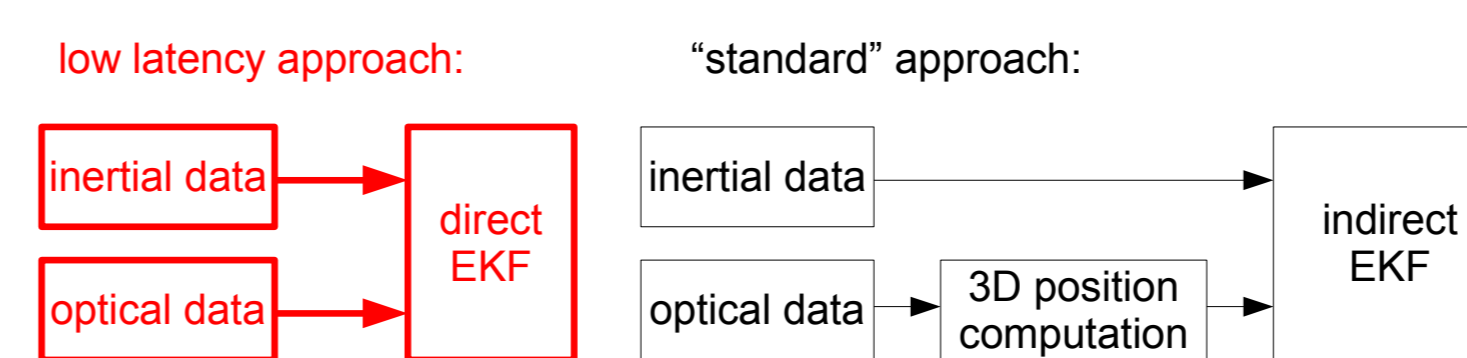 low latency approach:
“standard” approach:
inertial data
direct
EKF
optical data
inertial data
indirect
EKF
optical data
3D position
computation